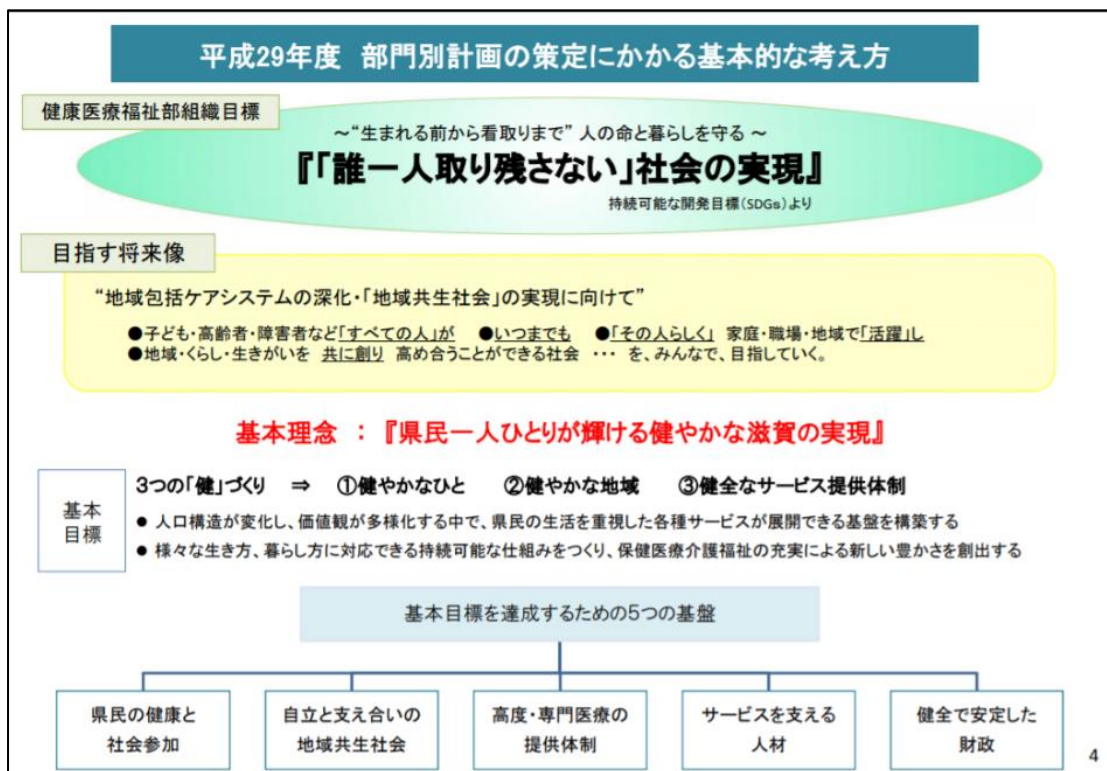 平成29年度 部門別計画の策定にかかる基本的な考え方
健康医療福祉部組織目標
～“生まれる前から看取りまで” 人の命と暮らしを守る ～
『「誰一人取り残さない」社会の実現』
持続可能な開発目標(SDGs)より
目指す将来像
“地域包括ケアシステムの深化・「地域共生社会」の実現に向けて”
●子ども・高齢者・障害者など「すべての人」が ●いつまでも ●「その人らしく」 家庭・職場・地域で「活躍」し
●地域・くらし・生きがいを 共に創り 高め合うことができる社会 ･･･ を、みんなで、目指していく。
基本理念 ： 『県民一人ひとりが輝ける健やかな滋賀の実現』
基本
目標
3つの「健」づくり ⇒ ①健やかなひと ②健やかな地域 ③健全なサービス提供体制
● 人口構造が変化し、価値観が多様化する中で、県民の生活を重視した各種サービスが展開できる基盤を構築する
● 様々な生き方、暮らし方に対応できる持続可能な仕組みをつくり、保健医療介護福祉の充実による新しい豊かさを創出する
基本目標を達成するための5つの基盤
県民の健康と
社会参加
自立と支え合いの
地域共生社会
高度・専門医療の
提供体制
サービスを支える
人材
健全で安定した
財政
4